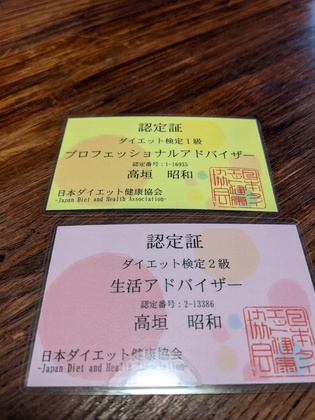 認定証
ダイエット検定1級
プロフェッショナルアドバイザー
認定番号:1-16935
高垣 昭和
日本ダイエット健康協会
-Japan Diet and Health Association-
認定証
ダイエット検定2級
生活アドバイザー
認定番号:2-13386
高垣 昭和
日本ダイエット健康協会
-Japan Diet and Health Association-